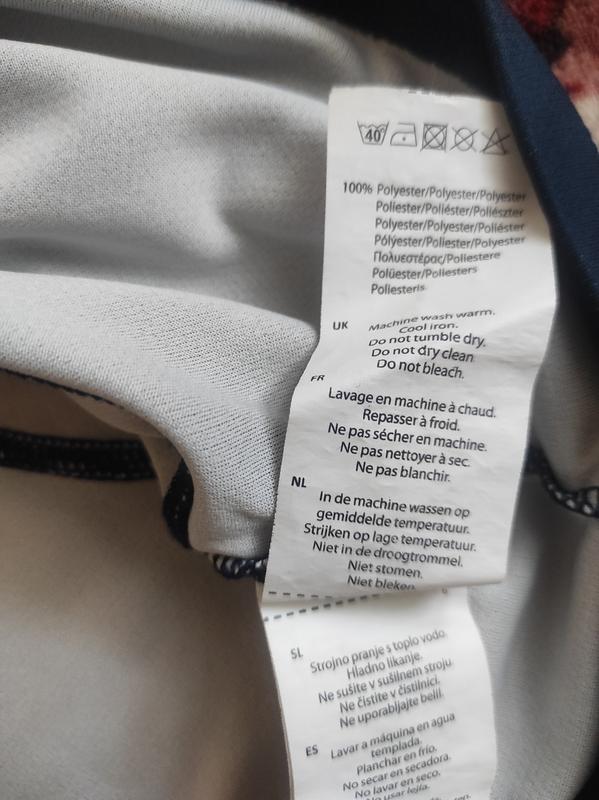 40
100% Polyester/Polyester/Polyester
Poliester/Poliéster/Poliészter
Polyester/Polyester/Poliéster
Pólýester/Poliester/Polyester
Πολυεστέρας/Poliestere
Polüester/Poliesters
Poliesteris
UK Machine wash warm.
Cool iron.
Do not tumble dry,
Do not dry clean
Do not bleach.
FR
Lavage en machine à chaud.
Repasser à froid.
Ne pas sécher en machine.
Ne pas nettoyer à sec.
Ne pas blanchir.
NL
In de machine wassen op
gemiddelde temperatuur.
Strijken op lage temperatuur.
Niet in de droogtrommel.
Niet stomen.
Niet bleken.
SL
Strojno pranje s toplo vodo.
Hladno likanje.
Ne sušite v sušilnem stroju
Ne čistite v čistilnici.
Ne uporabljajte belil.
ES Lavar a máquina en agua
templada.
Planchar en frío.
No secar en secadora.
No lavar en seco.
No usar lejía.